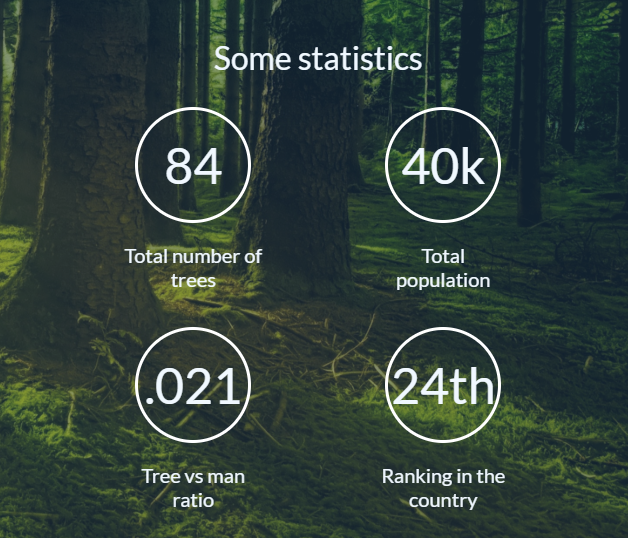 Some statistics
84
40k
Total number of
trees
Total
population
.021
24th
Tree vs man
ratio
Ranking in the
country